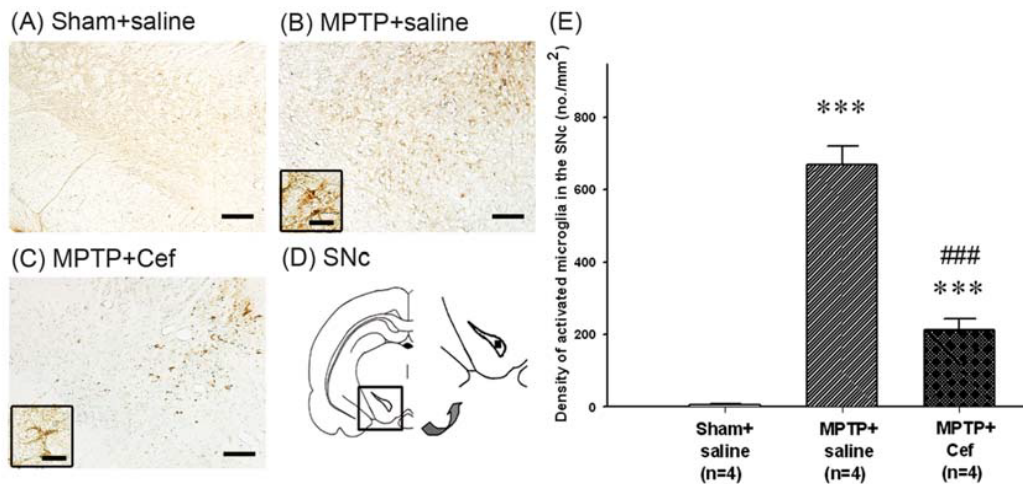 (A) Sham+saline
(B) MPTP+saline
(C) MPTP+Cef
(D) SNc
(E)
Density of activated microglia in the SNc (no./mm²)
800
600
400
200
0
***
###
***
Sham+
saline
(n=4)
MPTP+
saline
(n=4)
MPTP+
Cef
(n=4)